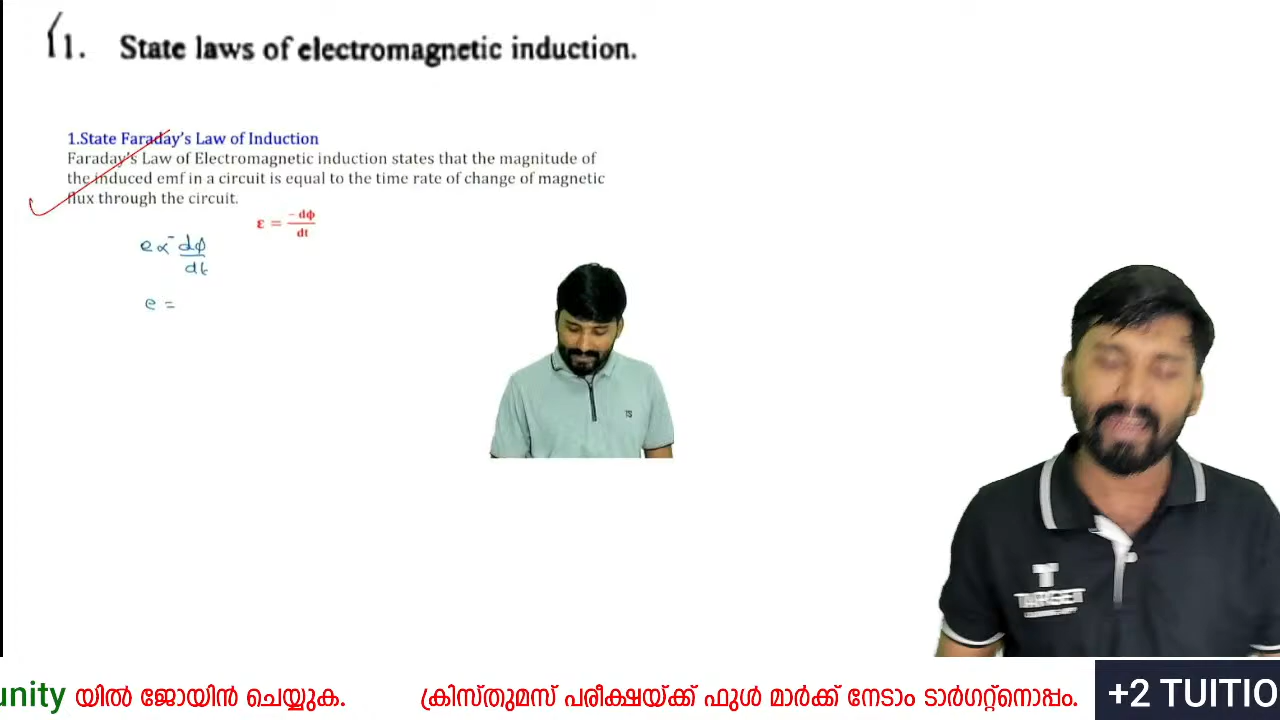 11. State laws of electromagnetic induction.
1.State Faraday's Law of Induction
Faraday's Law of Electromagnetic induction states that the magnitude of
the induced emf in a circuit is equal to the time rate of change of magnetic
flux through the circuit.
ε = -dφ/dt
e ∝ -dφ/dt
e =
TARGET
unity യിൽ ജോയിൻ ചെയ്യുക. ക്രിസ്തുമസ് പരീക്ഷയ്ക്ക് ഫുൾ മാർക്ക് നേടാം ടാർഗറ്റിനൊപ്പം.
+2 TUITIO